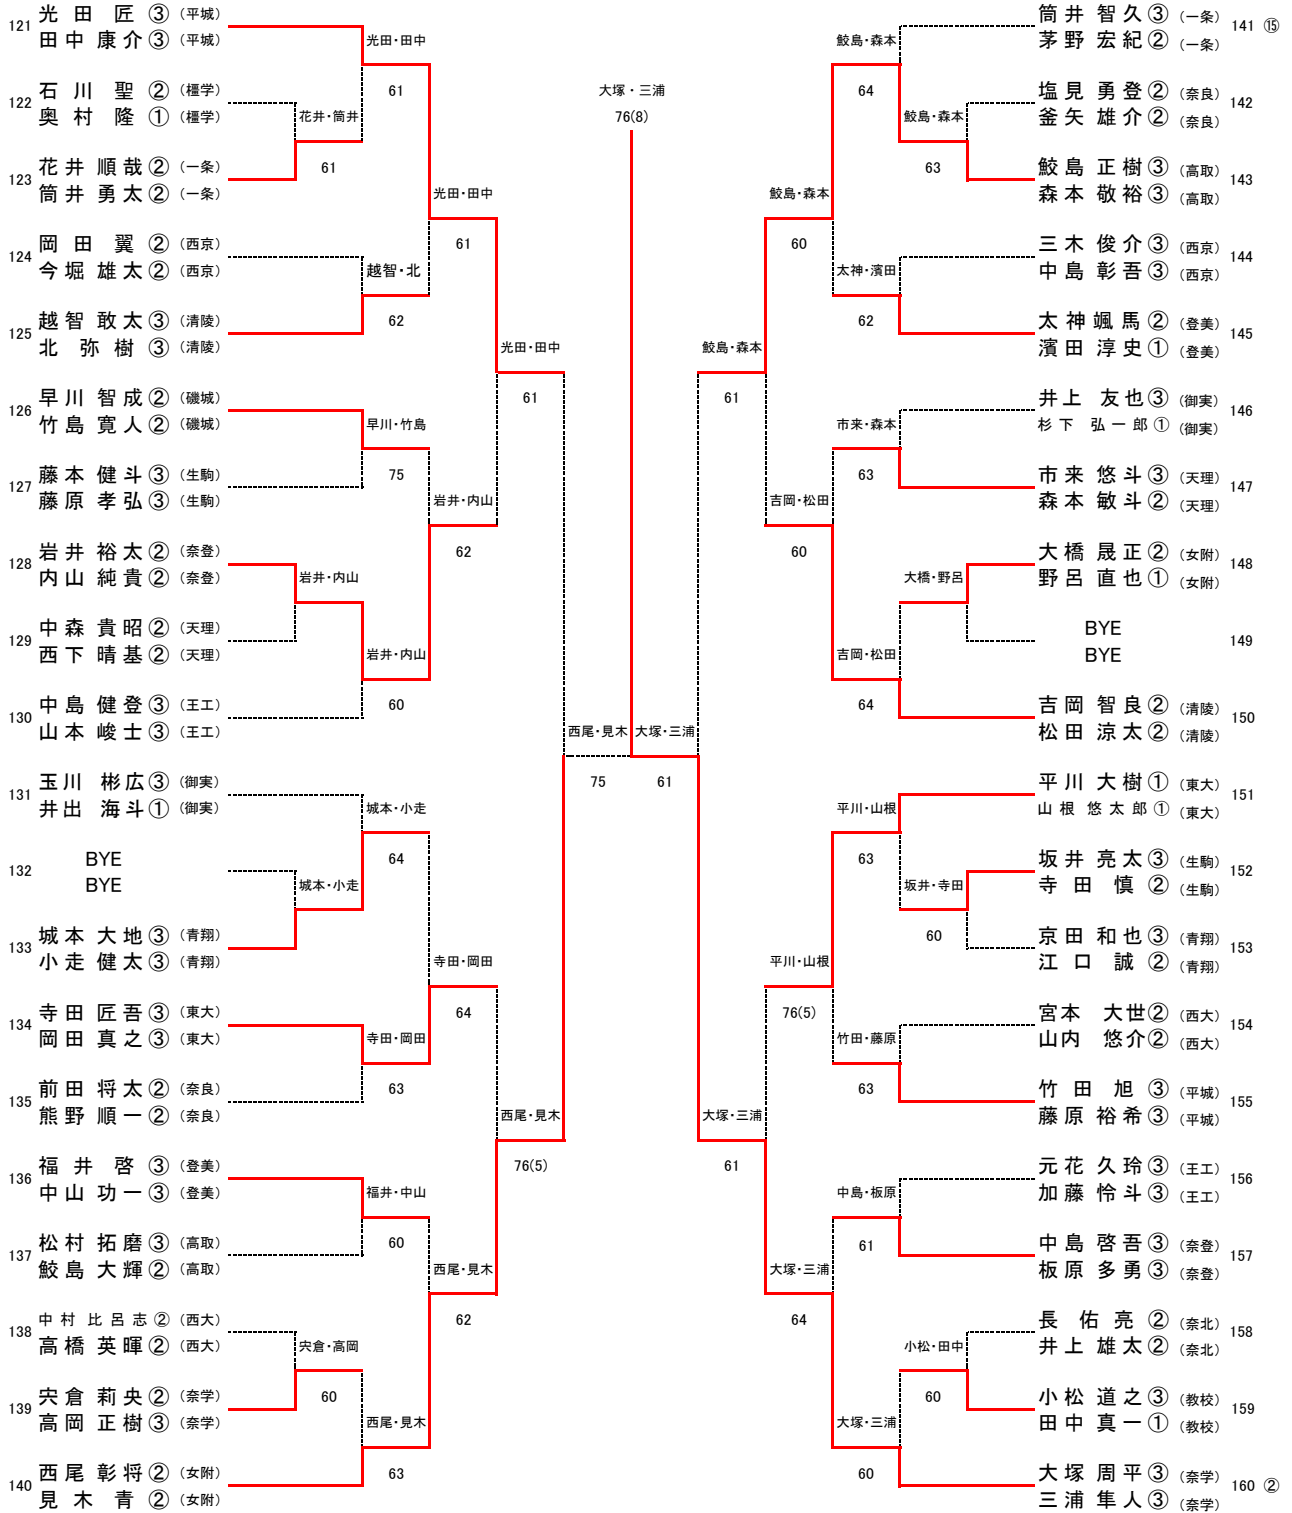 121 光田 匠③（平城）
田中 康介③（平城）
122 石川 聖②（橿学）
奥村 隆①（橿学）
123 花井 順哉②（一条）
筒井 勇太②（一条）
124 岡田 翼②（西京）
今堀 雄太②（西京）
125 越智 敢太③（清陵）
北 弥樹③（清陵）
126 早川 智成②（磯城）
竹島 寛人②（磯城）
127 藤本 健斗③（生駒）
藤原 孝弘③（生駒）
128 岩井 裕太②（奈登）
内山 純貴②（奈登）
129 中森 貴昭②（天理）
西下 晴基②（天理）
130 中島 健登③（王工）
山本 峻士③（王工）
131 玉川 彬広③（御実）
井出 海斗①（御実）
132 BYE
BYE
133 城本 大地③（青翔）
小走 健太③（青翔）
134 寺田 匠吾③（東大）
岡田 真之③（東大）
135 前田 将太②（奈良）
熊野 順一②（奈良）
136 福井 啓③（登美）
中山 功一③（登美）
137 松村 拓磨③（高取）
鮫島 大輝②（高取）
138 中村 比呂志②（西大）
高橋 英暉②（西大）
139 宍倉 莉央②（奈学）
高岡 正樹③（奈学）
140 西尾 彰将②（女附）
見木 青②（女附）
花井・筒井
61
岩井・内山
城本・小走
宍倉・高岡
60
光田・田中
61
越智・北
62
早川・竹島
75
岩井・内山
60
城本・小走
64
寺田・岡田
63
福井・中山
60
西尾・見木
63
光田・田中
61
岩井・内山
62
寺田・岡田
64
西尾・見木
62
光田・田中
61
西尾・見木
76(5)
西尾・見木
75
大塚・三浦
76(8)
大塚・三浦
61
鮫島・森本
61
大塚・三浦
61
鮫島・森本
60
吉岡・松田
60
平川・山根
76(5)
大塚・三浦
64
鮫島・森本
64
太神・濱田
62
市来・森本
63
吉岡・松田
64
平川・山根
63
竹田・藤原
63
中島・板原
61
大塚・三浦
60
鮫島・森本
63
大橋・野呂
坂井・寺田
60
小松・田中
60
筒井 智久③（一条） 141 ⑮
茅野 宏紀②（一条）
塩見 勇登②（奈良） 142
釜矢 雄介②（奈良）
鮫島 正樹③（高取） 143
森本 敬裕③（高取）
三木 俊介③（西京） 144
中島 彰吾③（西京）
太神 颯馬②（登美） 145
濱田 淳史①（登美）
井上 友也③（御実） 146
杉下 弘一郎①（御実）
市来 悠斗③（天理） 147
森本 敏斗②（天理）
大橋 晟正②（女附） 148
野呂 直也①（女附）
BYE 149
BYE
吉岡 智良②（清陵） 150
松田 涼太②（清陵）
平川 大樹①（東大） 151
山根 悠太郎①（東大）
坂井 亮太③（生駒） 152
寺田 慎②（生駒）
京田 和也③（青翔） 153
江口 誠②（青翔）
宮本 大世②（西大） 154
山内 悠介②（西大）
竹田 旭③（平城） 155
藤原 裕希③（平城）
元花 久玲③（王工） 156
加藤 怜斗③（王工）
中島 啓吾③（奈登） 157
板原 多勇③（奈登）
長 佑亮②（奈北） 158
井上 雄太②（奈北）
小松 道之③（教校） 159
田中 真一①（教校）
大塚 周平③（奈学） 160 ②
三浦 隼人③（奈学）